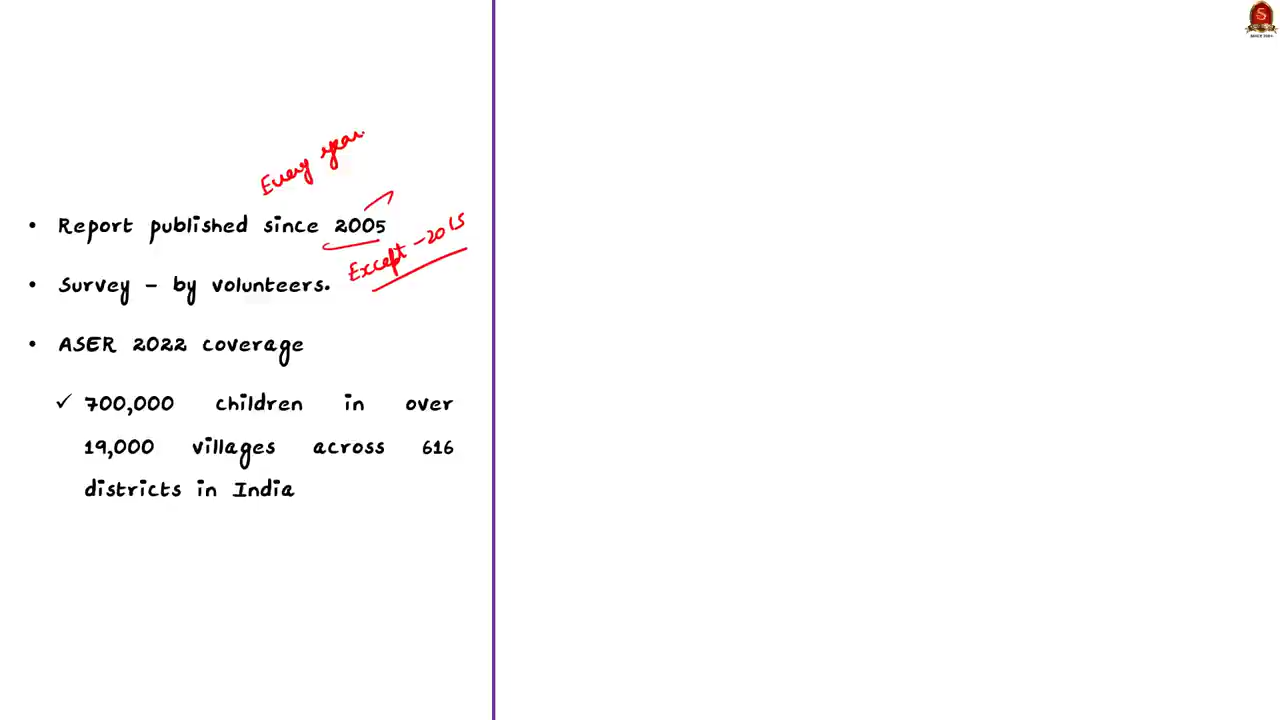 Every year.
• Report published since 2005
Except - 2015
• Survey – by volunteers.
• ASER 2022 coverage
✓ 700,000 children in over
19,000 villages across 616
districts in India
S